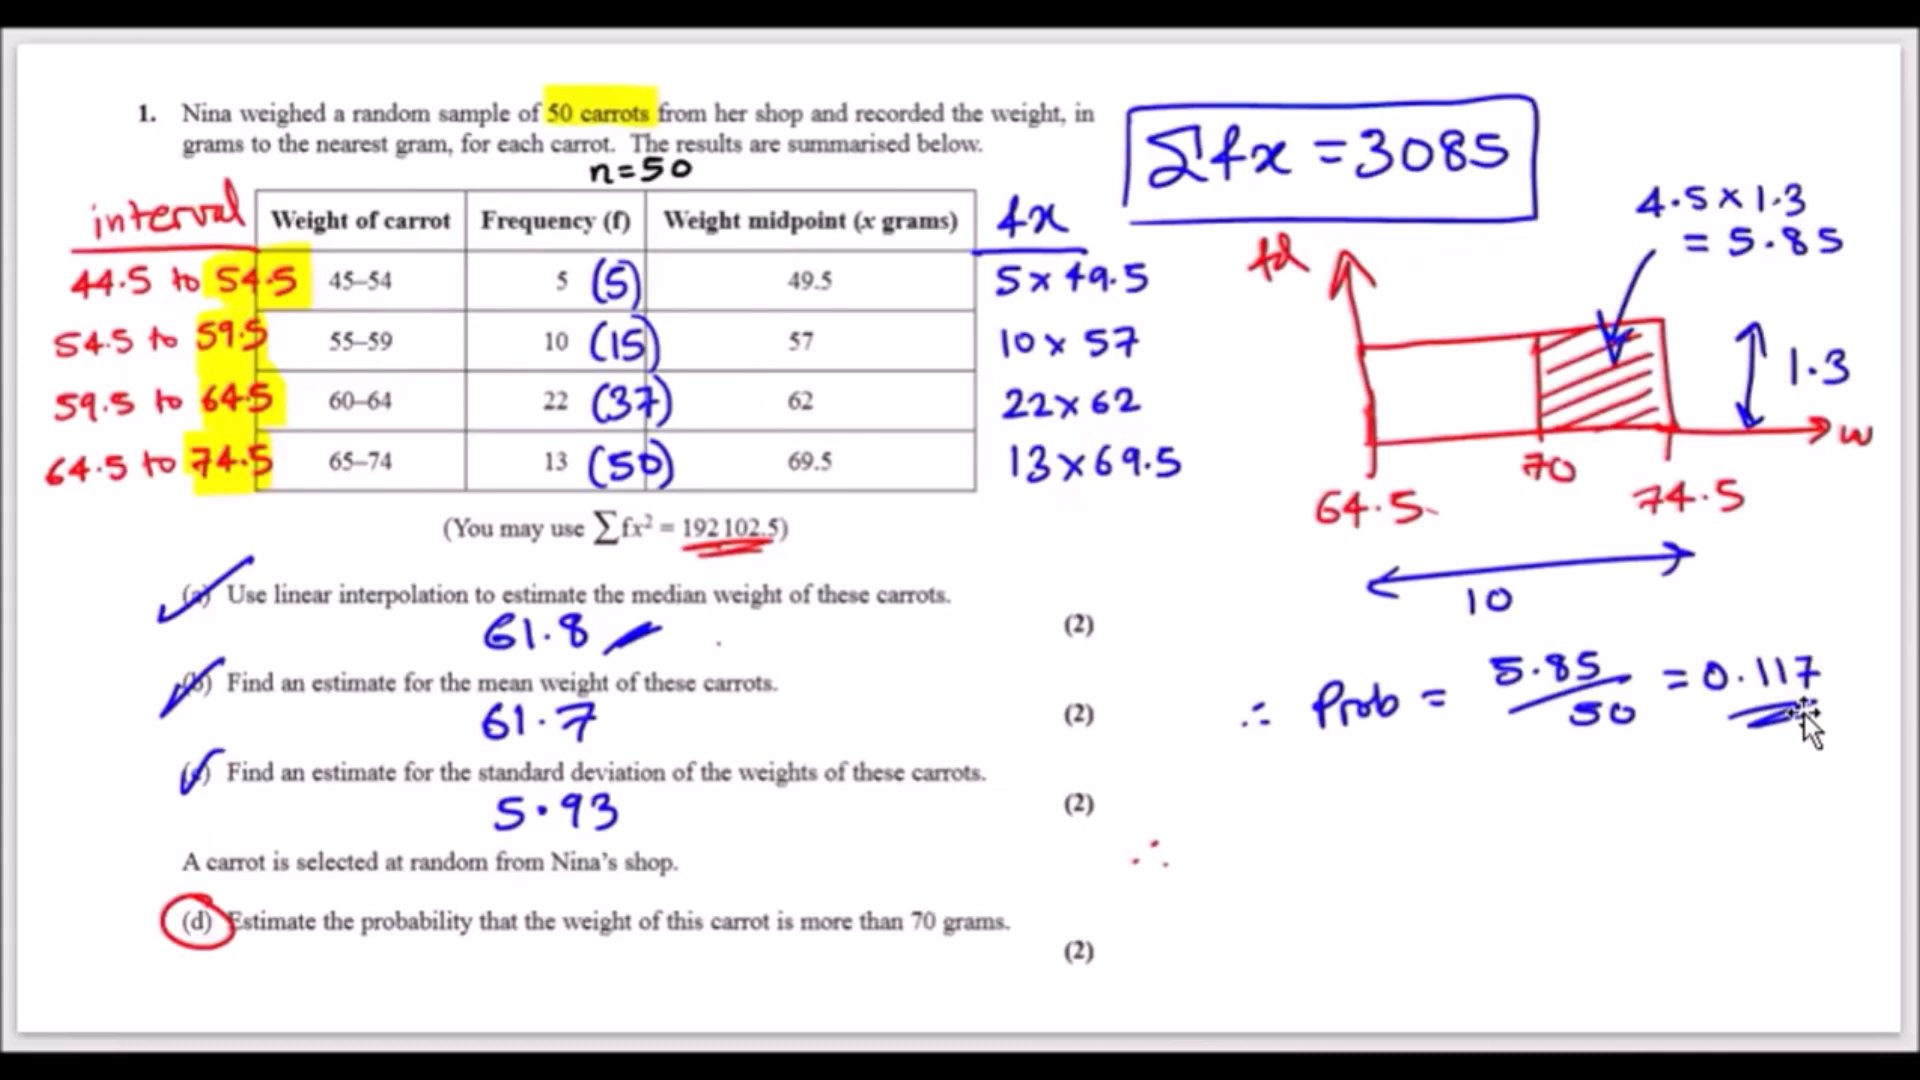 1. Nina weighed a random sample of 50 carrots from her shop and recorded the weight, in
grams to the nearest gram, for each carrot. The results are summarised below.
n=50
interval Weight of carrot Frequency (f) Weight midpoint (x grams) fx
44.5 to 54.5 45–54 5 (5) 49.5 5 x 49.5
54.5 to 59.5 55–59 10 (15) 57 10 x 57
59.5 to 64.5 60–64 22 (37) 62 22 x 62
64.5 to 74.5 65–74 13 (50) 69.5 13 x 69.5
(You may use ∑fx² = 192 102.5)
(a) Use linear interpolation to estimate the median weight of these carrots.
(2)
61.8
(b) Find an estimate for the mean weight of these carrots.
(2)
61.7
(c) Find an estimate for the standard deviation of the weights of these carrots.
(2)
5.93
A carrot is selected at random from Nina's shop.
(d) Estimate the probability that the weight of this carrot is more than 70 grams.
(2)
∑fx = 3085
4.5 x 1.3
= 5.85
fd
1.3
w
64.5 70 74.5
10
∴ Prob = 5.85/50 = 0.117
∴